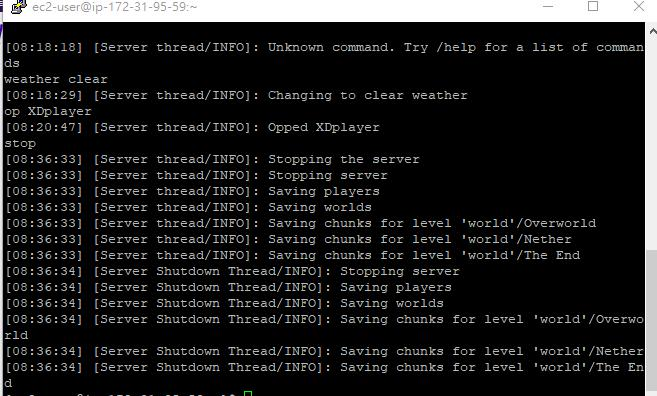 ec2-user@ip-172-31-95-59:~
[08:18:18] [Server thread/INFO]: Unknown command. Try /help for a list of comman
ds
weather clear
[08:18:29] [Server thread/INFO]: Changing to clear weather
op XDplayer
[08:20:47] [Server thread/INFO]: Opped XDplayer
stop
[08:36:33] [Server thread/INFO]: Stopping the server
[08:36:33] [Server thread/INFO]: Stopping server
[08:36:33] [Server thread/INFO]: Saving players
[08:36:33] [Server thread/INFO]: Saving worlds
[08:36:33] [Server thread/INFO]: Saving chunks for level 'world'/Overworld
[08:36:33] [Server thread/INFO]: Saving chunks for level 'world'/Nether
[08:36:33] [Server thread/INFO]: Saving chunks for level 'world'/The End
[08:36:34] [Server Shutdown Thread/INFO]: Stopping server
[08:36:34] [Server Shutdown Thread/INFO]: Saving players
[08:36:34] [Server Shutdown Thread/INFO]: Saving worlds
[08:36:34] [Server Shutdown Thread/INFO]: Saving chunks for level 'world'/Overwo
rld
[08:36:34] [Server Shutdown Thread/INFO]: Saving chunks for level 'world'/Nether
[08:36:34] [Server Shutdown Thread/INFO]: Saving chunks for level 'world'/The En
d